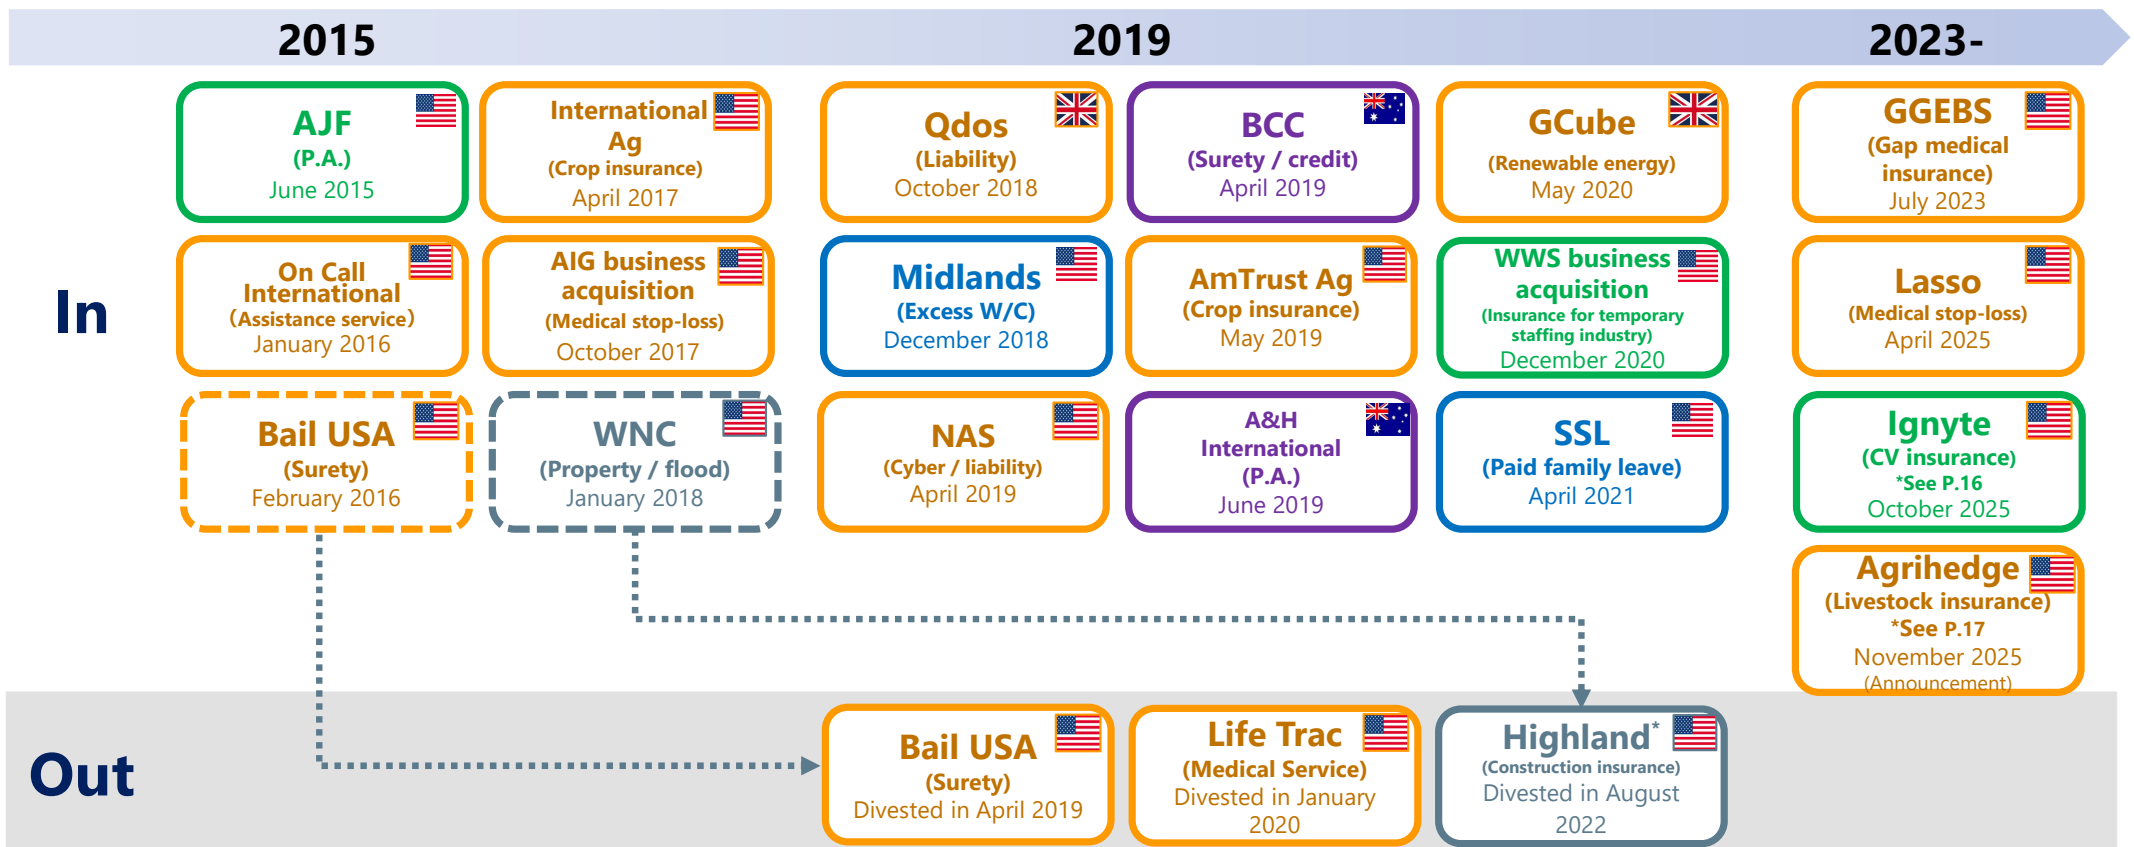 2015
2019
2023-
In
AJF
(P.A.)
June 2015
International
Ag
(Crop insurance)
April 2017
Qdos
(Liability)
October 2018
BCC
(Surety / credit)
April 2019
GCube
(Renewable energy)
May 2020
GGEBS
(Gap medical
insurance)
July 2023
On Call
International
(Assistance service)
January 2016
AIG business
acquisition
(Medical stop-loss)
October 2017
Midlands
(Excess W/C)
December 2018
AmTrust Ag
(Crop insurance)
May 2019
WWS business
acquisition
(Insurance for temporary
staffing industry)
December 2020
Lasso
(Medical stop-loss)
April 2025
Bail USA
(Surety)
February 2016
WNC
(Property / flood)
January 2018
NAS
(Cyber / liability)
April 2019
A&H
International
(P.A.)
June 2019
SSL
(Paid family leave)
April 2021
Ignyte
(CV insurance)
*See P.16
October 2025
Agrihedge
(Livestock insurance)
*See P.17
November 2025
(Announcement)
Out
Bail USA
(Surety)
Divested in April 2019
Life Trac
(Medical Service)
Divested in January
2020
Highland*
(Construction insurance)
Divested in August
2022